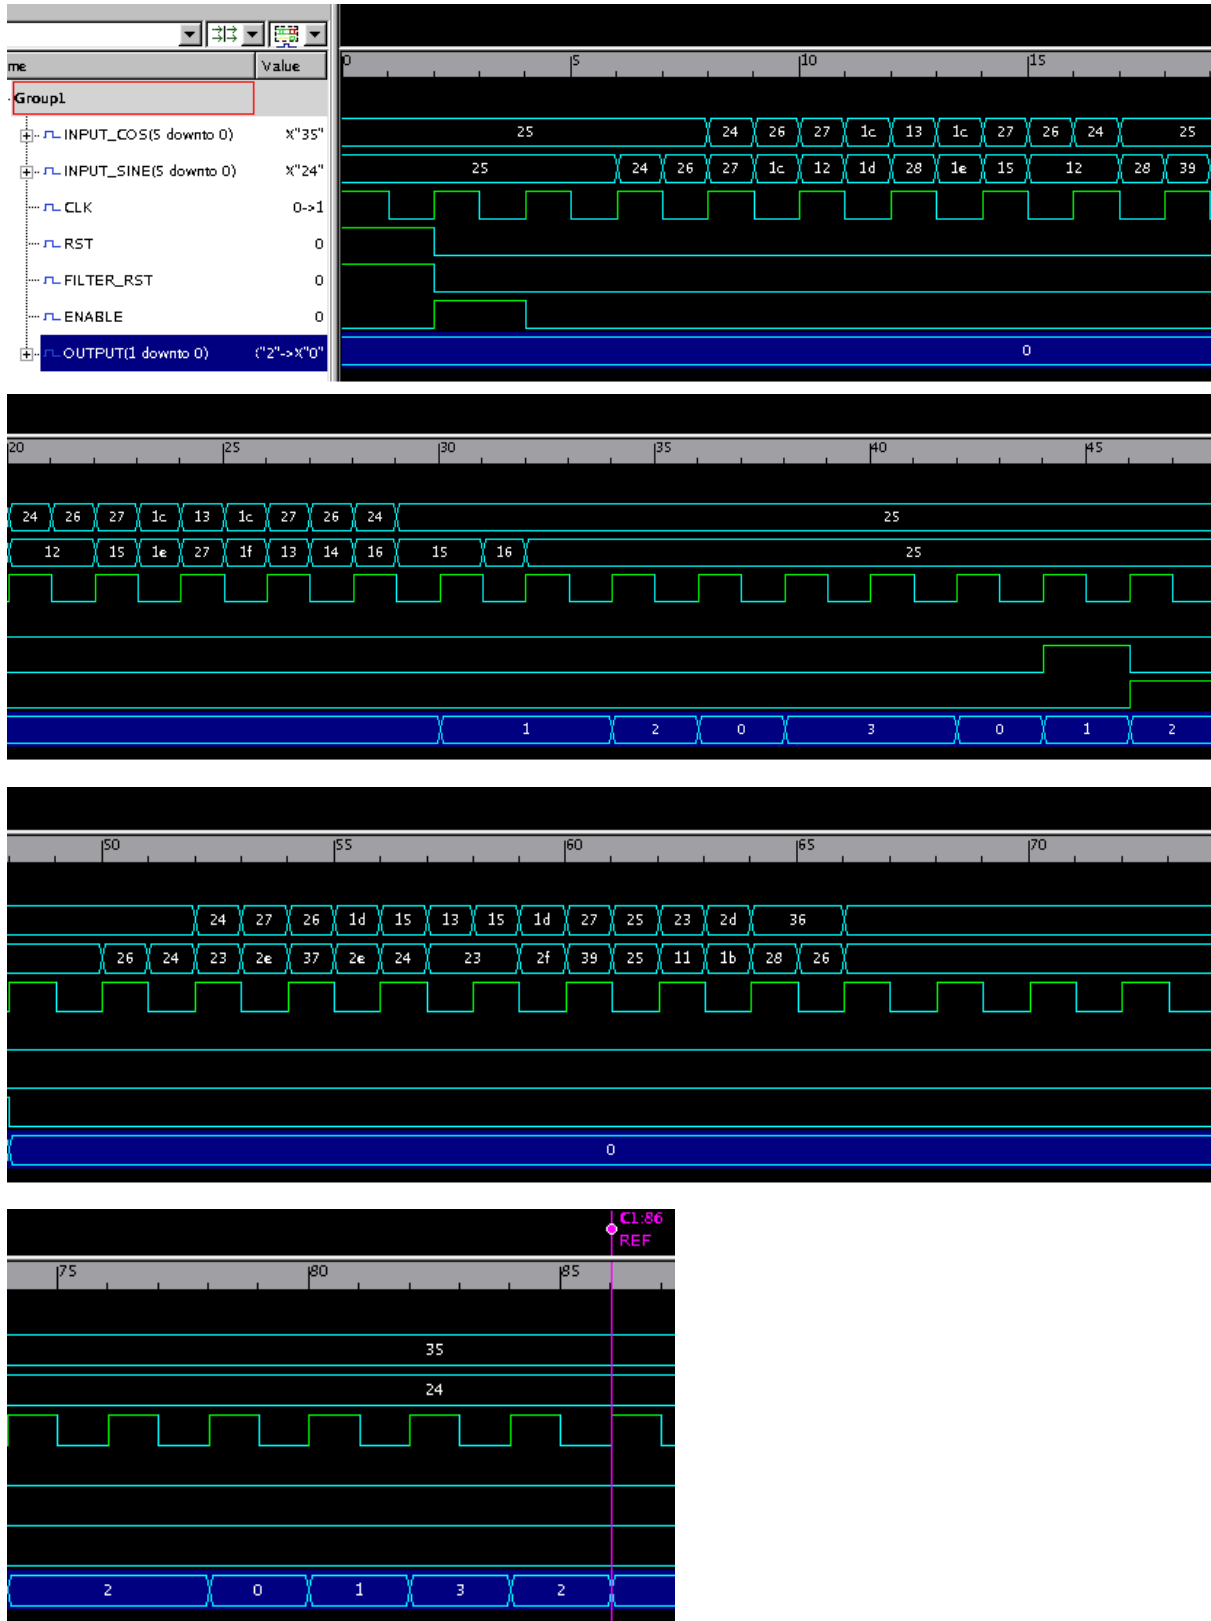 me Value 0 5 10 15
Group1
INPUT_COS(5 downto 0) X"35" 25 24 26 27 1c 13 1c 27 26 24 25
INPUT_SINE(5 downto 0) X"24" 25 24 26 27 1c 12 1d 28 1e 15 12 28 39
CLK 0->1
RST 0
FILTER_RST 0
ENABLE 0
OUTPUT(1 downto 0) ("2"->X"0" 0
20 25 30 35 40 45
24 26 27 1c 13 1c 27 26 24 25
12 15 1e 27 1f 13 14 16 15 16 25
1 2 0 3 0 1 2
50 55 60 65 70
24 27 26 1d 15 13 15 1d 27 25 23 2d 36
26 24 23 2e 37 2e 24 23 2f 39 25 11 1b 28 26
0
C1:86
REF
75 80 85
35
24
2 0 1 3 2